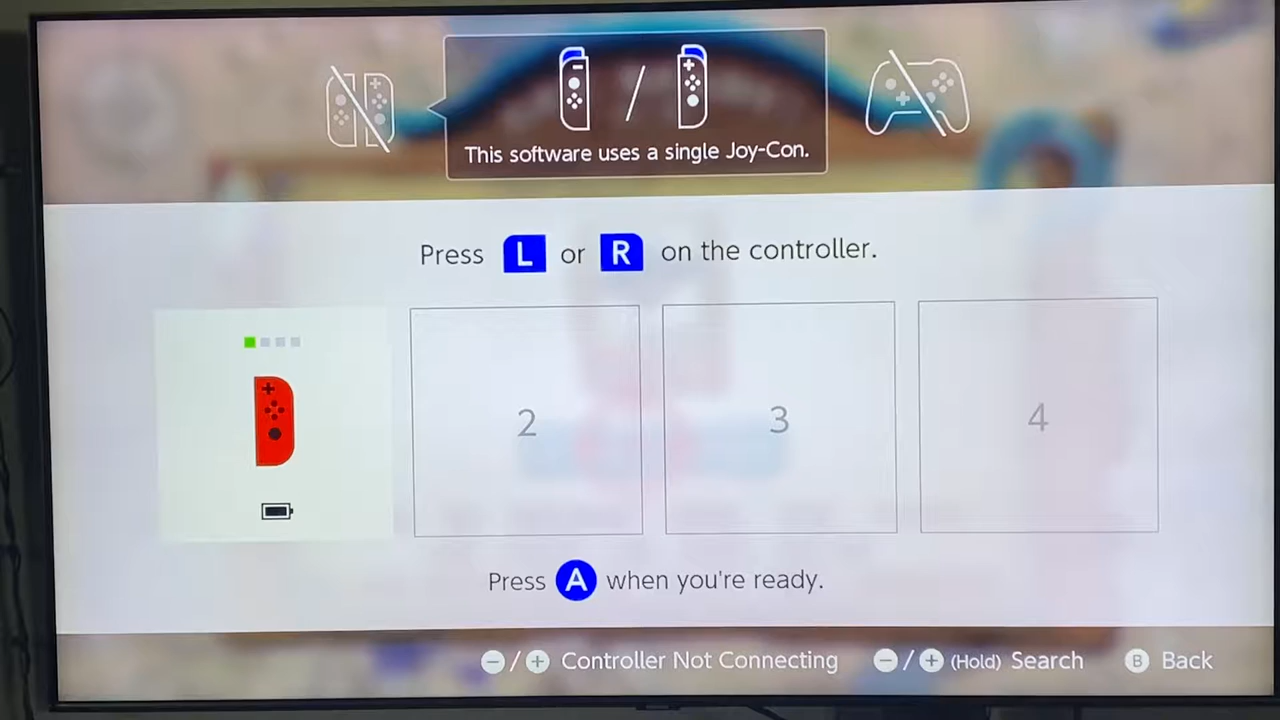 This software uses a single Joy-Con.
Press L or R on the controller.
2
3
4
Press A when you're ready.
−/+ Controller Not Connecting −/+ (Hold) Search B Back